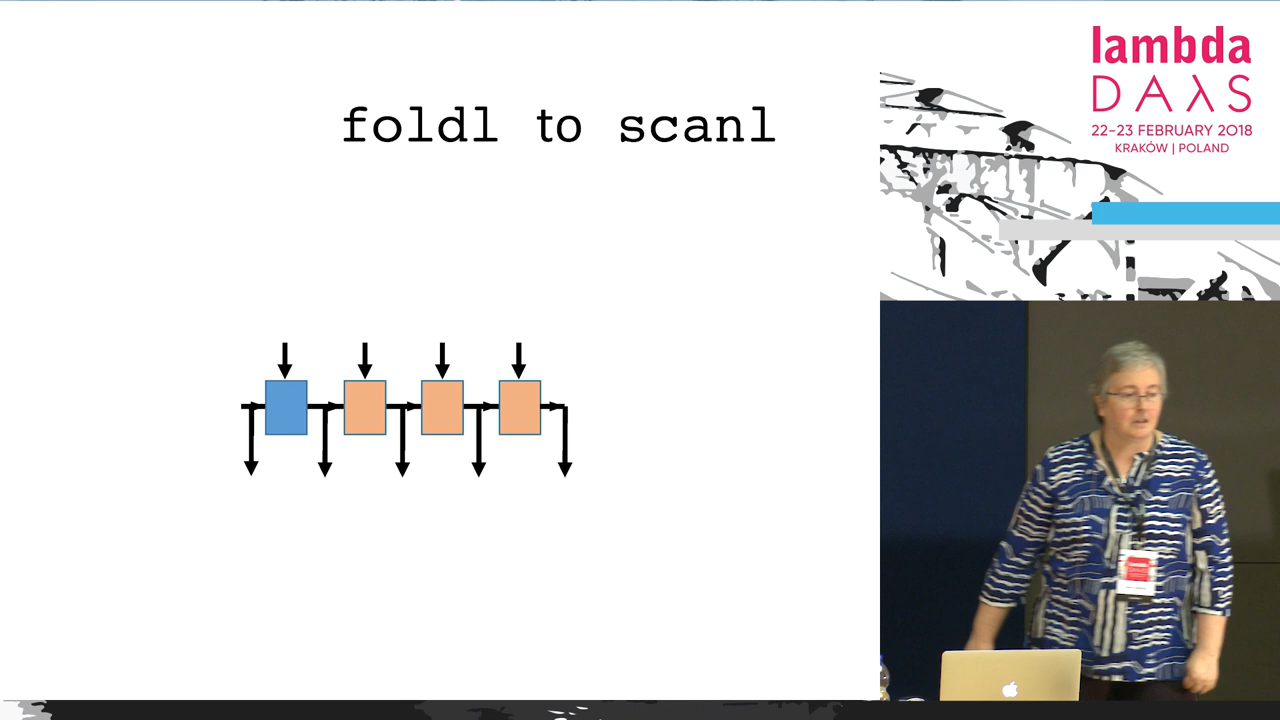 foldl to scanl
lambda
DAλS
22-23 FEBRUARY 2018
KRAKÓW | POLAND